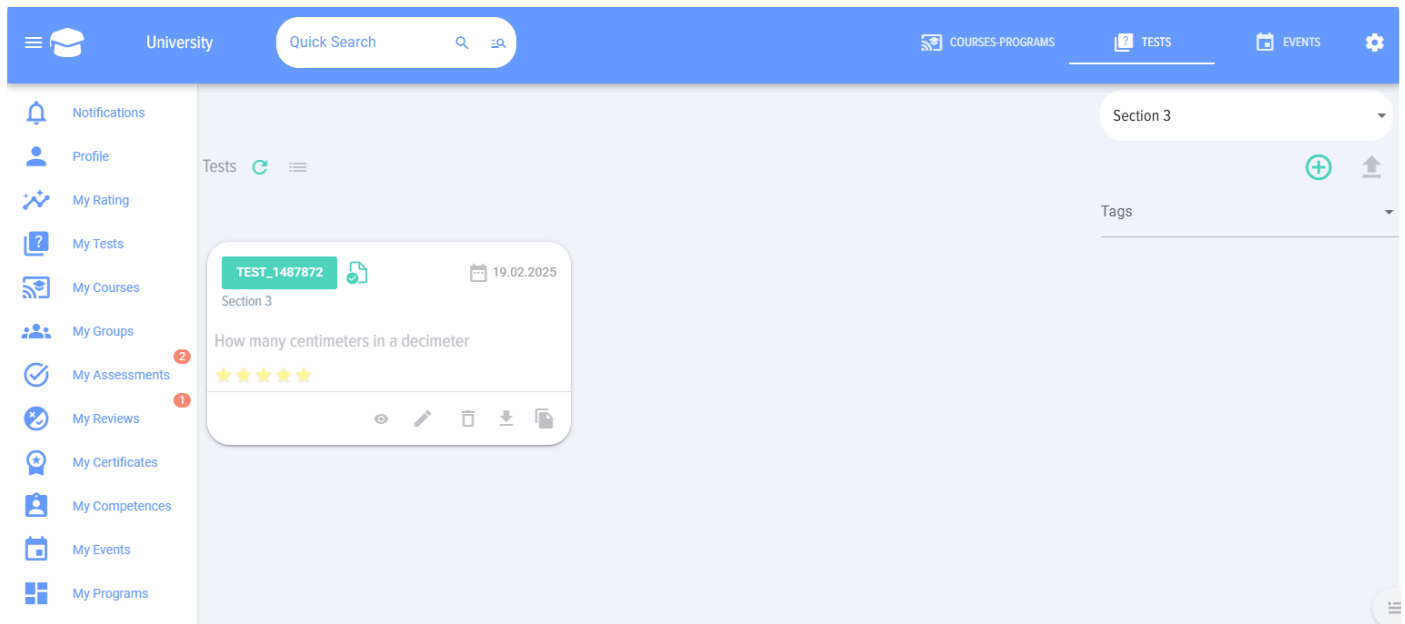 University
Quick Search
COURSES-PROGRAMS
TESTS
EVENTS
Notifications
Profile
My Rating
My Tests
My Courses
My Groups
2
My Assessments
1
My Reviews
My Certificates
My Competences
My Events
My Programs
Section 3
Tests
Tags
TEST_1487872
19.02.2025
Section 3
How many centimeters in a decimeter